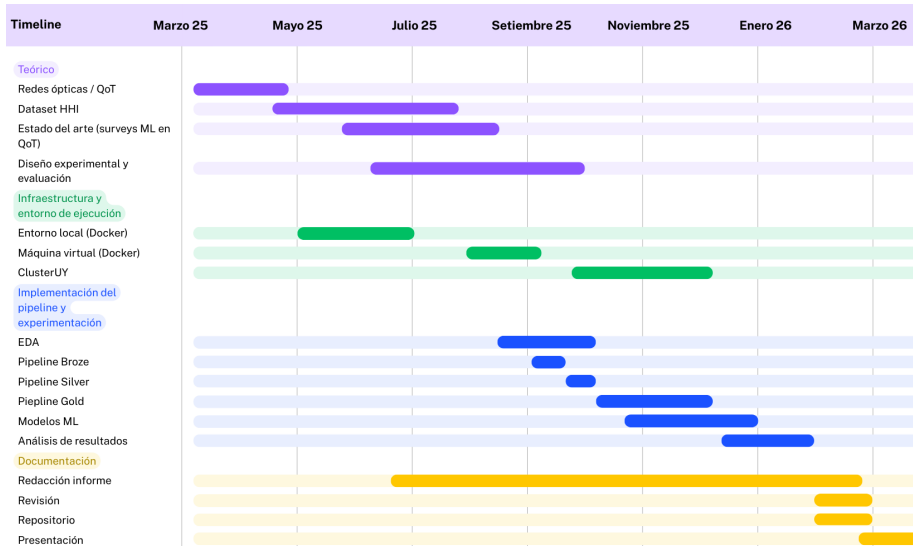 Timeline Marzo 25 Mayo 25 Julio 25 Setiembre 25 Noviembre 25 Enero 26 Marzo 26
Teórico
Redes ópticas / QoT
Dataset HHI
Estado del arte (surveys ML en
QoT)
Diseño experimental y
evaluación
Infraestructura y
entorno de ejecución
Entorno local (Docker)
Máquina virtual (Docker)
ClusterUY
Implementación del
pipeline y
experimentación
EDA
Pipeline Broze
Pipeline Silver
Piepline Gold
Modelos ML
Análisis de resultados
Documentación
Redacción informe
Revisión
Repositorio
Presentación